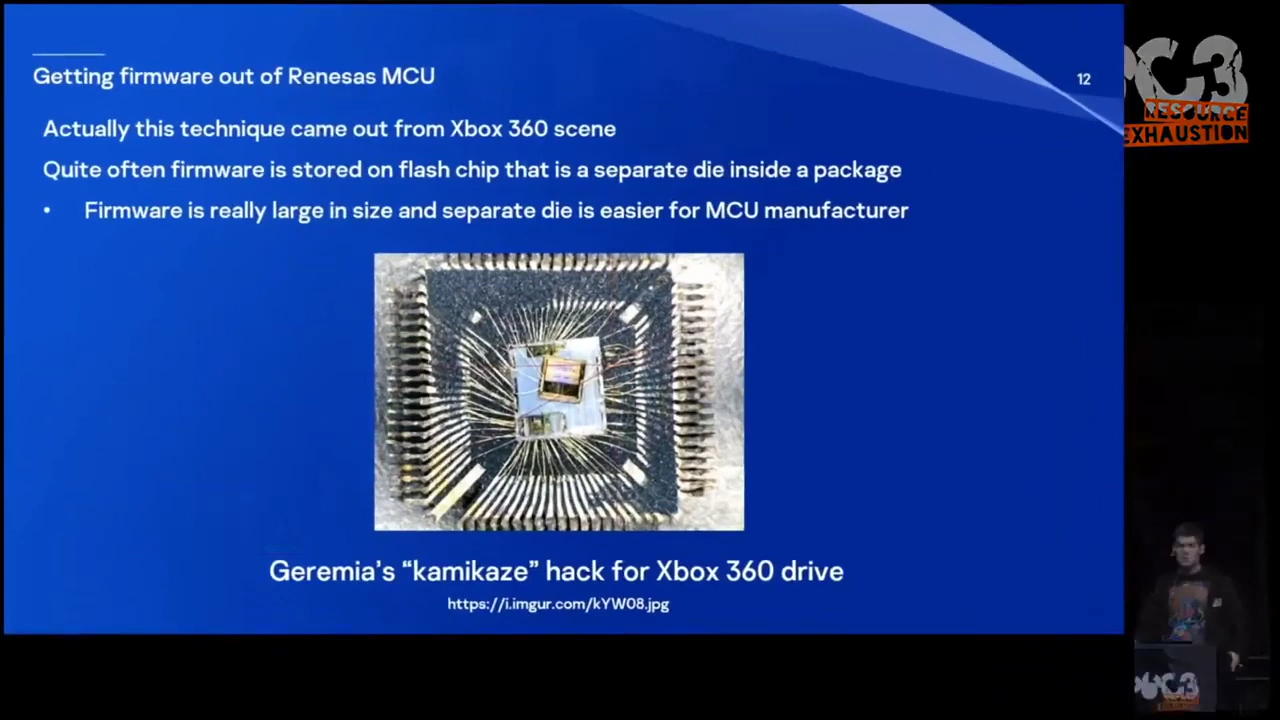 Getting firmware out of Renesas MCU
12
Actually this technique came out from Xbox 360 scene
Quite often firmware is stored on flash chip that is a separate die inside a package
• Firmware is really large in size and separate die is easier for MCU manufacturer
Geremia's “kamikaze” hack for Xbox 360 drive
https://i.imgur.com/kYW08.jpg
C3
RESOURCE
EXHAUSTION
C3